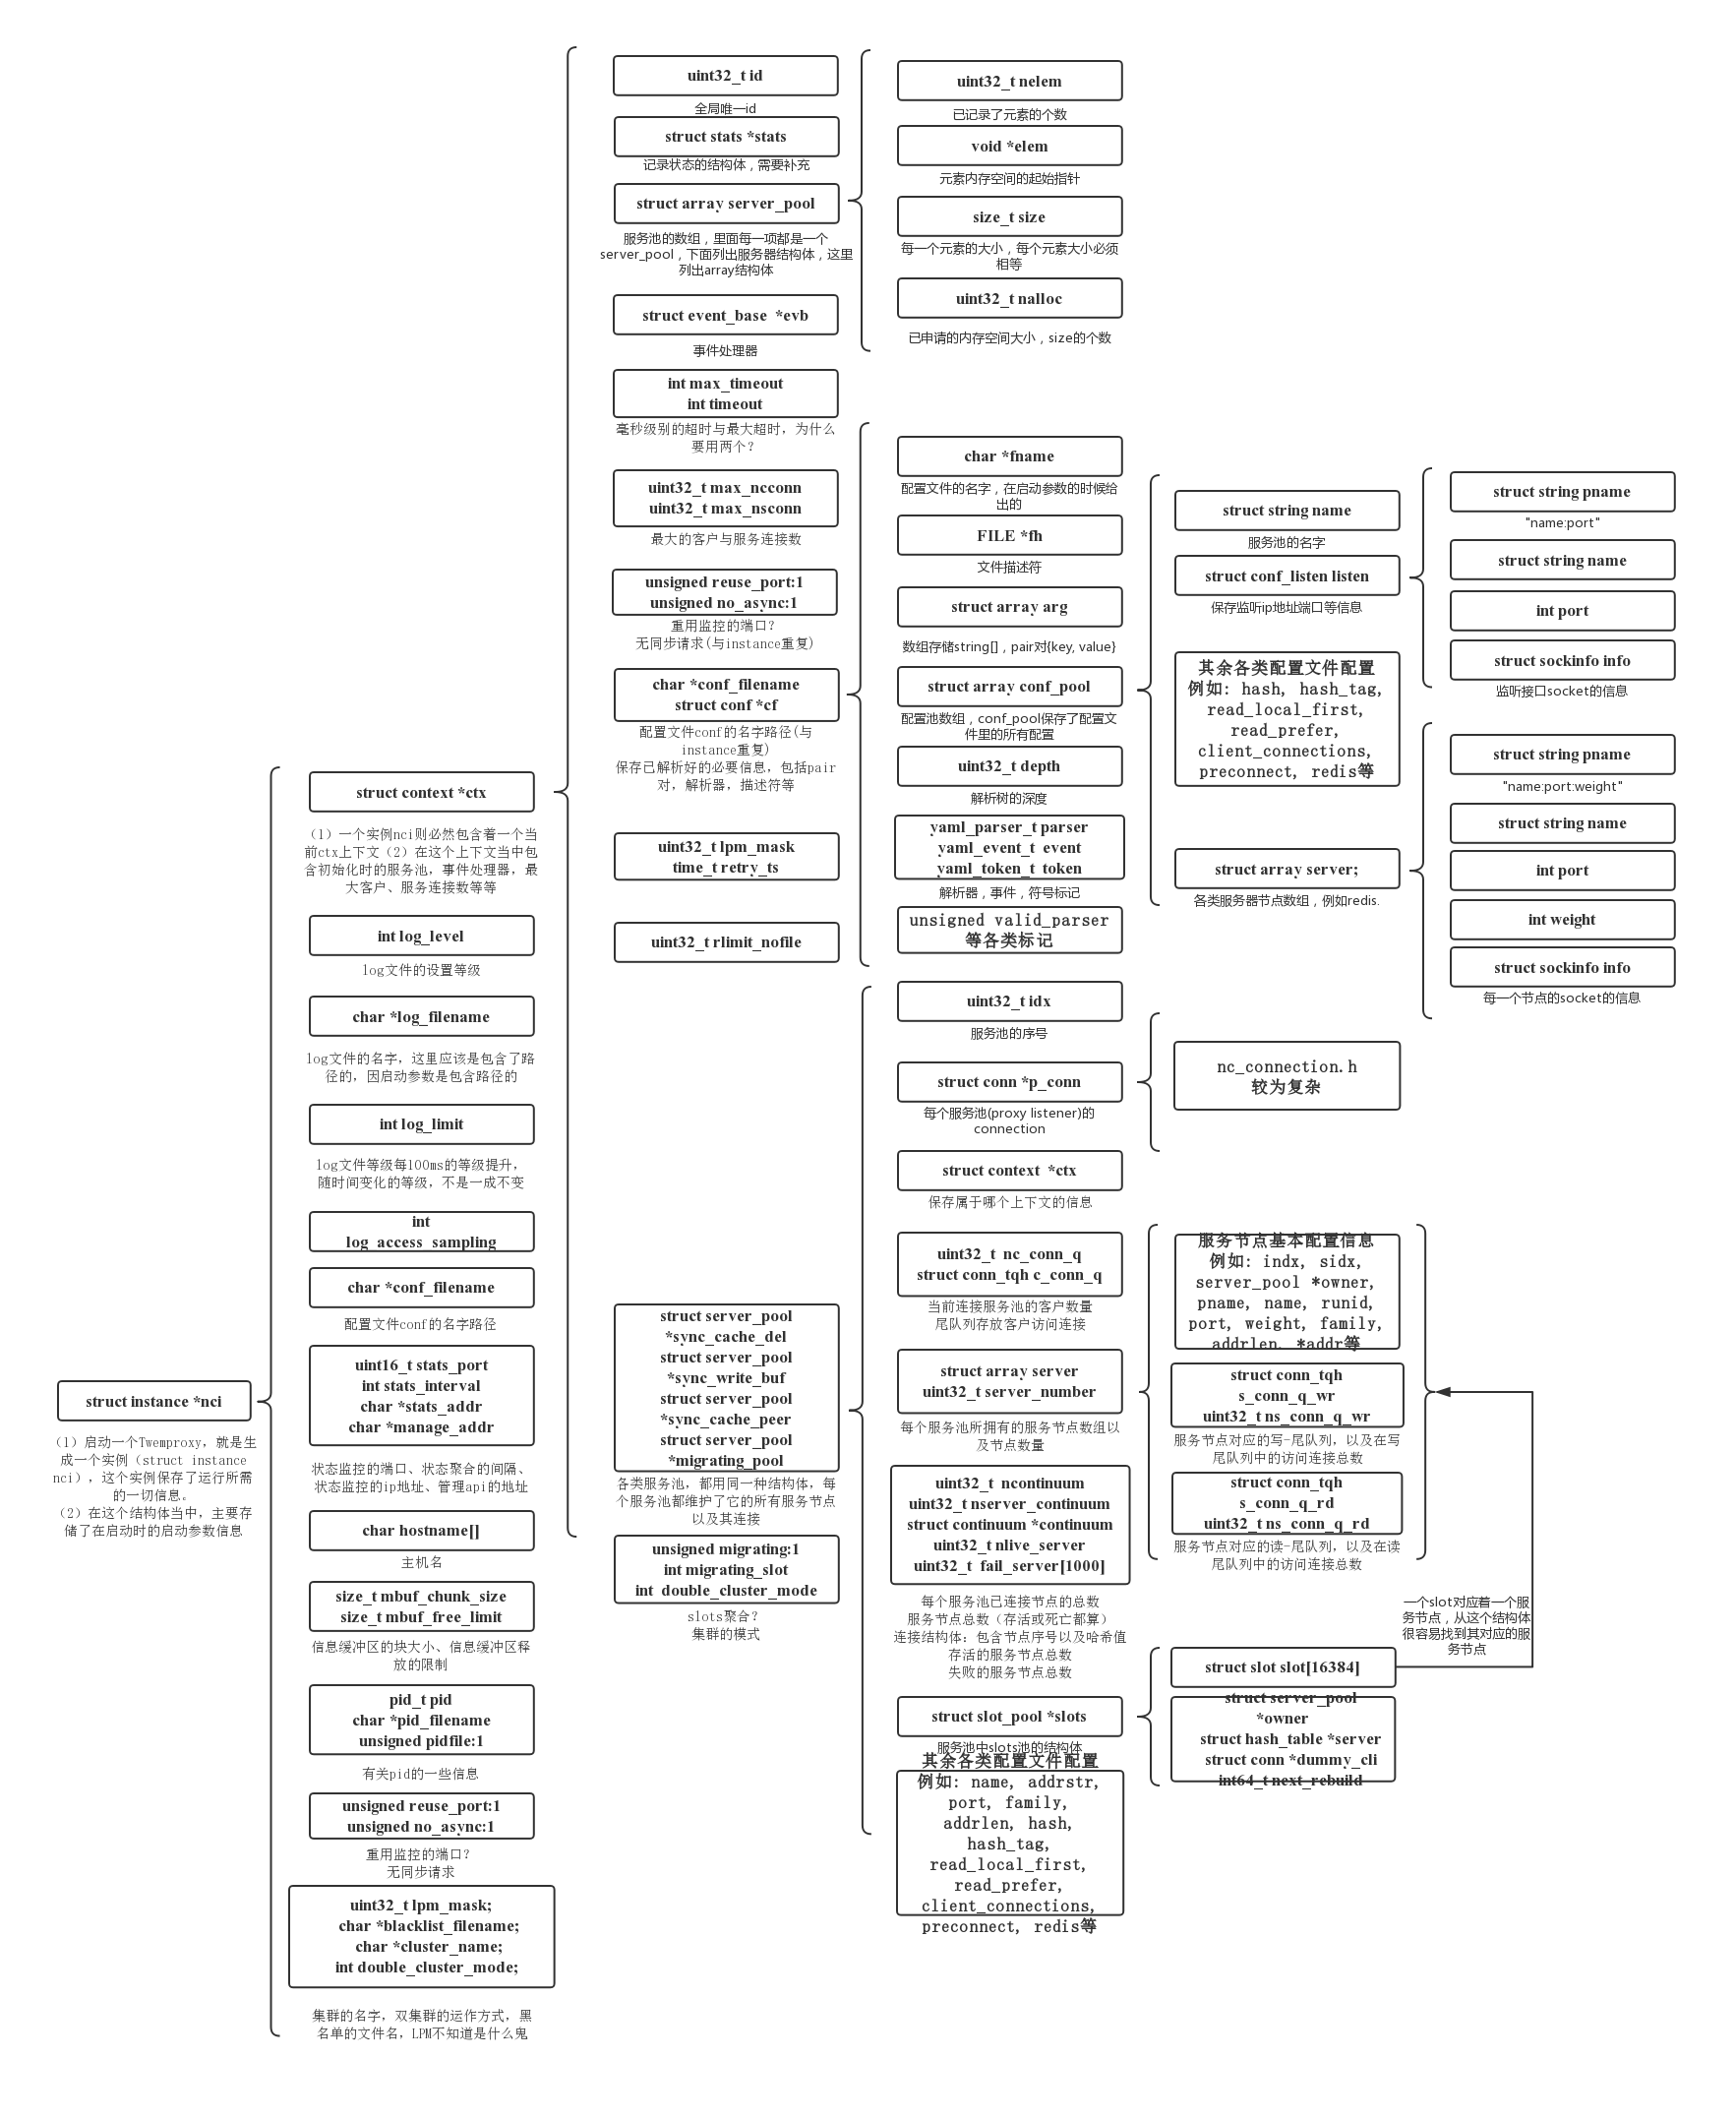 struct instance *nci
（1）启动一个Twemproxy，就是生
成一个实例（struct instance
nci），这个实例保存了运行所需
的一切信息。
（2）在这个结构体当中，主要存
储了在启动时的启动参数信息
struct context *ctx
（1）一个实例nci则必然包含着一个当
前ctx上下文（2）在这个上下文当中包
含初始化时的服务池，事件处理器，最
大客户、服务连接数等等
int log_level
log文件的设置等级
char *log_filename
log文件的名字，这里应该是包含了路
径的，因启动参数是包含路径的
int log_limit
log文件等级每100ms的等级提升，
随时间变化的等级，不是一成不变
int
log_access_sampling
char *conf_filename
配置文件conf的名字路径
uint16_t stats_port
int stats_interval
char *stats_addr
char *manage_addr
状态监控的端口、状态聚合的间隔、
状态监控的ip地址、管理api的地址
char hostname[]
主机名
size_t mbuf_chunk_size
size_t mbuf_free_limit
信息缓冲区的块大小、信息缓冲区释
放的限制
pid_t pid
char *pid_filename
unsigned pidfile:1
有关pid的一些信息
unsigned reuse_port:1
unsigned no_async:1
重用监控的端口？
无同步请求
uint32_t lpm_mask;
char *blacklist_filename;
char *cluster_name;
int double_cluster_mode;
集群的名字，双集群的运作方式，黑
名单的文件名，LPM不知道是什么鬼
uint32_t id
全局唯一id
struct stats *stats
记录状态的结构体，需要补充
struct array server_pool
服务池的数组，里面每一项都是一个
server_pool，下面列出服务器结构体，这里
列出array结构体
struct event_base  *evb
事件处理器
int max_timeout
int timeout
毫秒级别的超时与最大超时，为什么
要用两个？
uint32_t max_ncconn
uint32_t max_nsconn
最大的客户与服务连接数
unsigned reuse_port:1
unsigned no_async:1
重用监控的端口？
无同步请求(与instance重复)
char *conf_filename
struct conf *cf
配置文件conf的名字路径(与
instance重复)
保存已解析好的必要信息，包括pair
对，解析器，描述符等
uint32_t lpm_mask
time_t retry_ts
uint32_t rlimit_nofile
struct server_pool
*sync_cache_del
struct server_pool
*sync_write_buf
struct server_pool
*sync_cache_peer
struct server_pool
*migrating_pool
各类服务池，都用同一种结构体，每
个服务池都维护了它的所有服务节点
以及其连接
unsigned migrating:1
int migrating_slot
int  double_cluster_mode
slots聚合？
集群的模式
uint32_t nelem
已记录了元素的个数
void *elem
元素内存空间的起始指针
size_t size
每一个元素的大小，每个元素大小必须
相等
uint32_t nalloc
已申请的内存空间大小，size的个数
char *fname
配置文件的名字，在启动参数的时候给
出的
FILE *fh
文件描述符
struct array arg
数组存储string[]，pair对{key, value}
struct array conf_pool
配置池数组，conf_pool保存了配置文
件里的所有配置
uint32_t depth
解析树的深度
yaml_parser_t parser
yaml_event_t  event
yaml_token_t  token
解析器，事件，符号标记
unsigned valid_parser
等各类标记
struct string name
服务池的名字
struct conf_listen listen
保存监听ip地址端口等信息
其余各类配置文件配置
例如：hash, hash_tag,
read_local_first,
read_prefer,
client_connections,
preconnect, redis等
struct array server;
各类服务器节点数组，例如redis.
struct string pname
"name:port"
struct string name
int port
struct sockinfo info
监听接口socket的信息
struct string pname
"name:port:weight"
struct string name
int port
int weight
struct sockinfo info
每一个节点的socket的信息
uint32_t idx
服务池的序号
struct conn *p_conn
每个服务池(proxy listener)的
connection
nc_connection.h
较为复杂
struct context  *ctx
保存属于哪个上下文的信息
uint32_t  nc_conn_q
struct conn_tqh c_conn_q
当前连接服务池的客户数量
尾队列存放客户访问连接
struct array server
uint32_t server_number
每个服务池所拥有的服务节点数组以
及节点数量
uint32_t  ncontinuum
uint32_t nserver_continuum
struct continuum *continuum
uint32_t nlive_server
uint32_t  fail_server[1000]
每个服务池已连接节点的总数
服务节点总数（存活或死亡都算）
连接结构体：包含节点序号以及哈希值
存活的服务节点总数
失败的服务节点总数
struct slot_pool *slots
服务池中slots池的结构体
其余各类配置文件配置
例如：name, addrstr,
port, family,
addrlen, hash,
hash_tag,
read_local_first,
read_prefer,
client_connections,
preconnect, redis等
服务节点基本配置信息
例如：indx, sidx,
server_pool *owner,
pname, name, runid,
port, weight, family,
addrlen, *addr等
struct conn_tqh
s_conn_q_wr
uint32_t ns_conn_q_wr
服务节点对应的写-尾队列，以及在写
尾队列中的访问连接总数
struct conn_tqh
s_conn_q_rd
uint32_t ns_conn_q_rd
服务节点对应的读-尾队列，以及在读
尾队列中的访问连接总数
一个slot对应着一个服
务节点，从这个结构体
很容易找到其对应的服
务节点
struct slot slot[16384]
struct server_pool
*owner
struct hash_table *server
struct conn *dummy_cli
int64_t next_rebuild